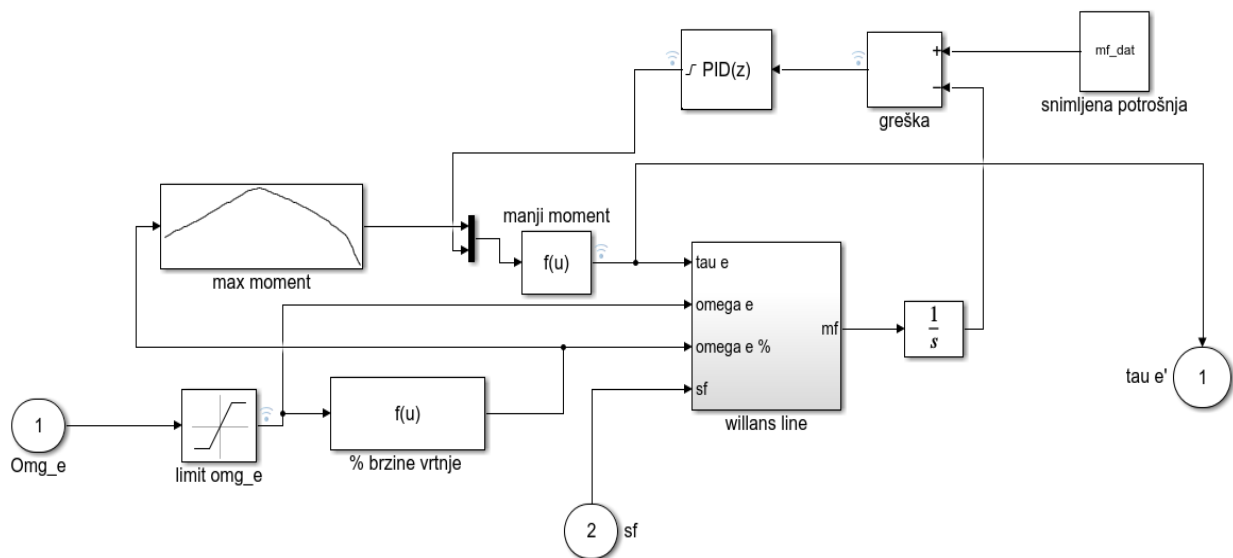 PID(z)
+
−
greška
mf_dat
snimljena potrošnja
max moment
manji moment
f(u)
tau e
omega e
omega e %
sf
mf
willans line
1
s
1
tau e'
1
Omg_e
limit omg_e
f(u)
% brzine vrtnje
2
sf